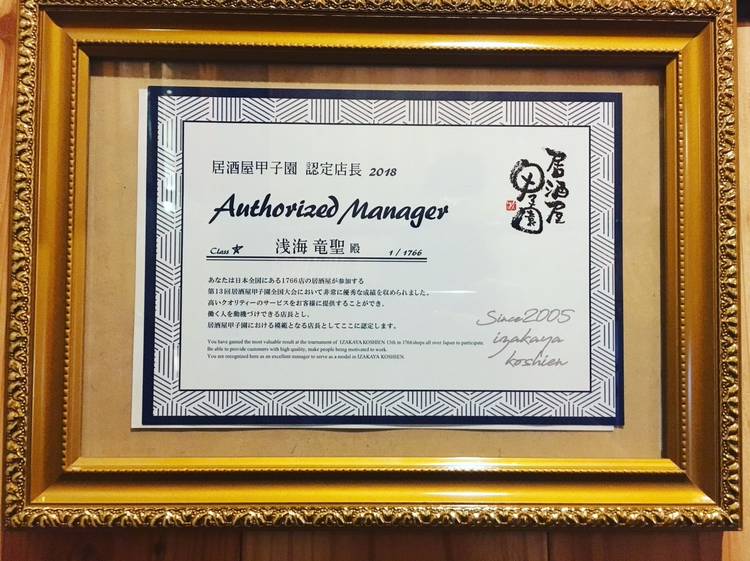 居酒屋甲子園 認定店長 2018
Authorized Manager
Class ★ 浅海 竜聖 殿 1 / 1766
あなたは日本全国にある1766店の居酒屋が参加する
第13回居酒屋甲子園全国大会において非常に優秀な成績を収められました。
高いクオリティーのサービスをお客様に提供することができ、
働く人を動機づけできる店長とし、
居酒屋甲子園における模範となる店長としてここに認定します。
You have gained the most valuable result at the tournament of IZAKAYA KOSHIEN 13th in 1766shops all over Japan to participate.
Be able to provide customers with high quality, make people being motivated to work.
You are recognized here as an excellent manager to serve as a model in IZAKAYA KOSHIEN.
居酒屋
甲子園
Since2005
izakaya
koshien